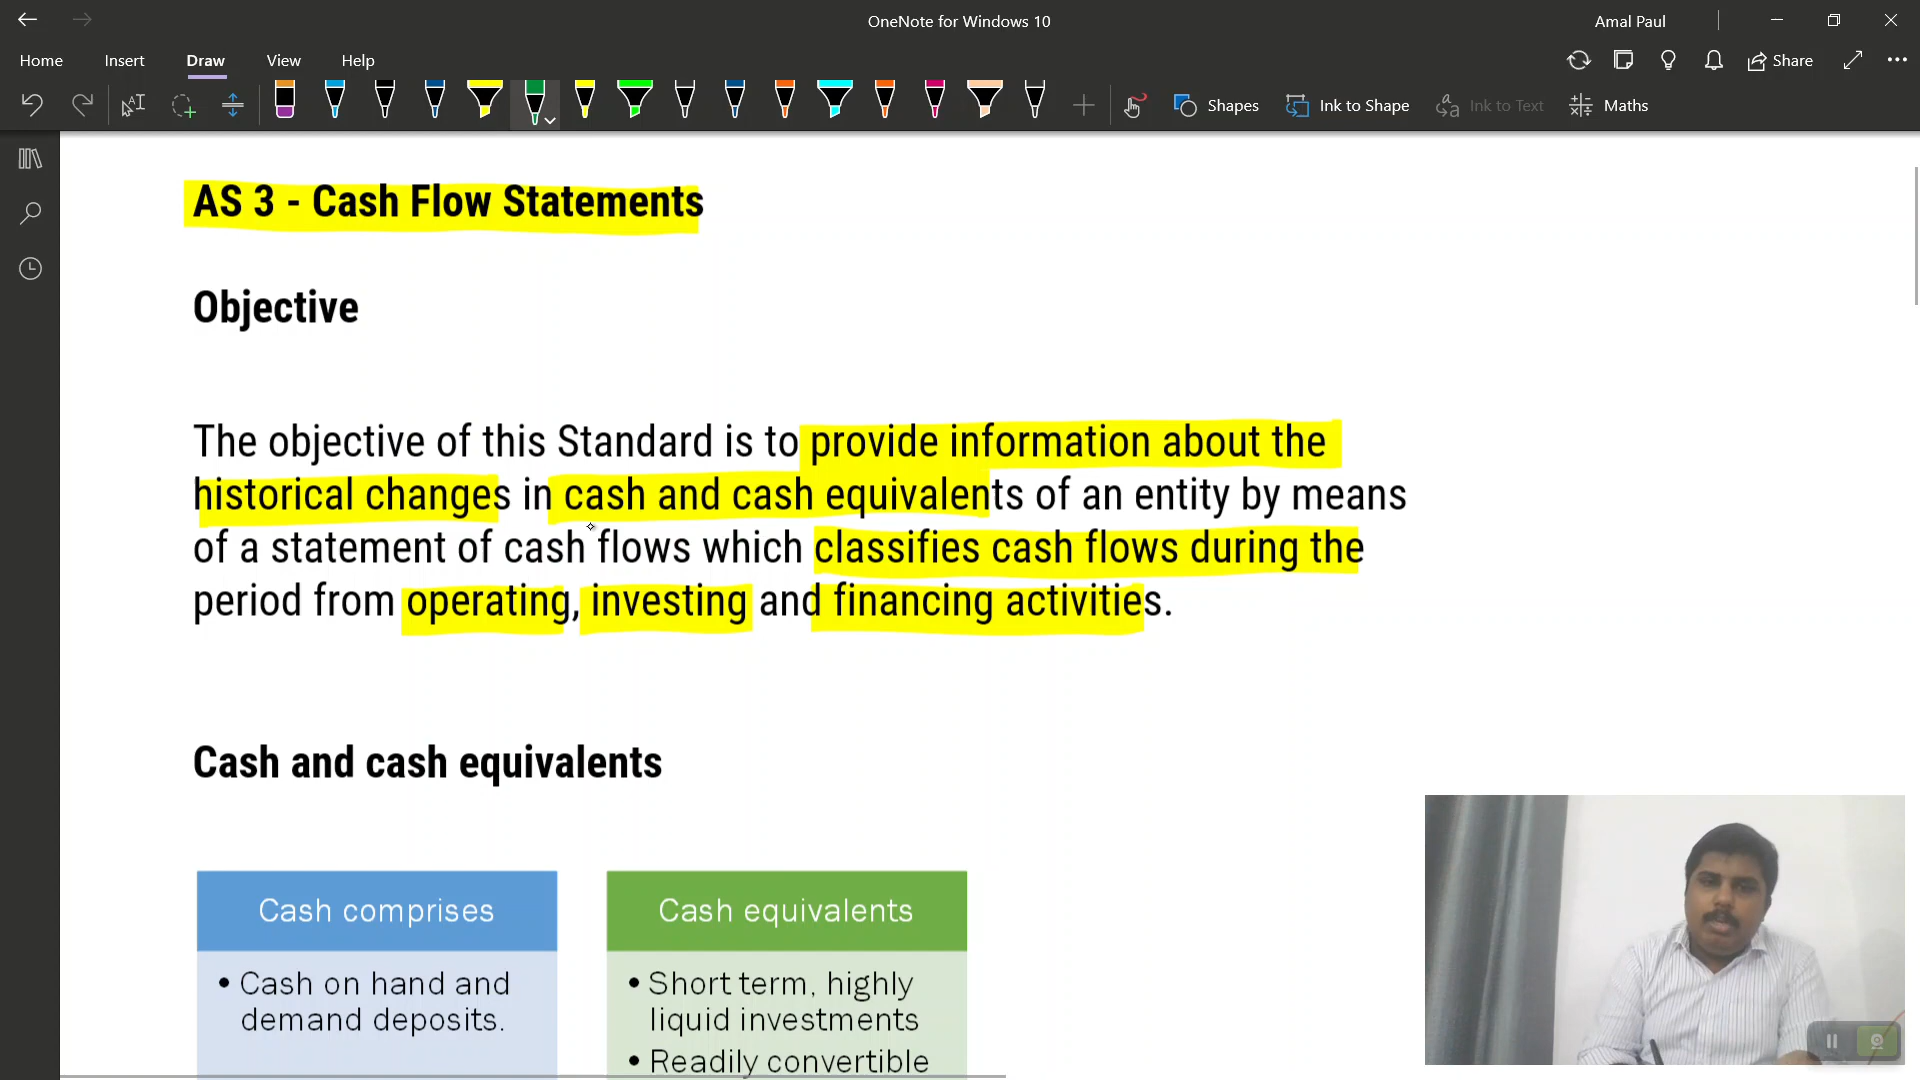 OneNote for Windows 10
Amal Paul
Home Insert Draw View Help
Share
Shapes Ink to Shape Ink to Text Maths
AS 3 - Cash Flow Statements
Objective
The objective of this Standard is to provide information about the
historical changes in cash and cash equivalents of an entity by means
of a statement of cash flows which classifies cash flows during the
period from operating, investing and financing activities.
Cash and cash equivalents
Cash comprises
• Cash on hand and
demand deposits.
Cash equivalents
• Short term, highly
liquid investments
• Readily convertible